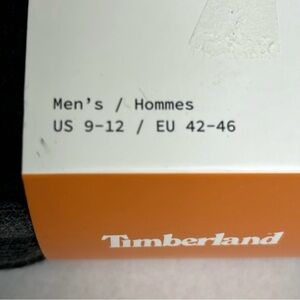 Men's / Hommes
US 9-12 / EU 42-46
Timberland